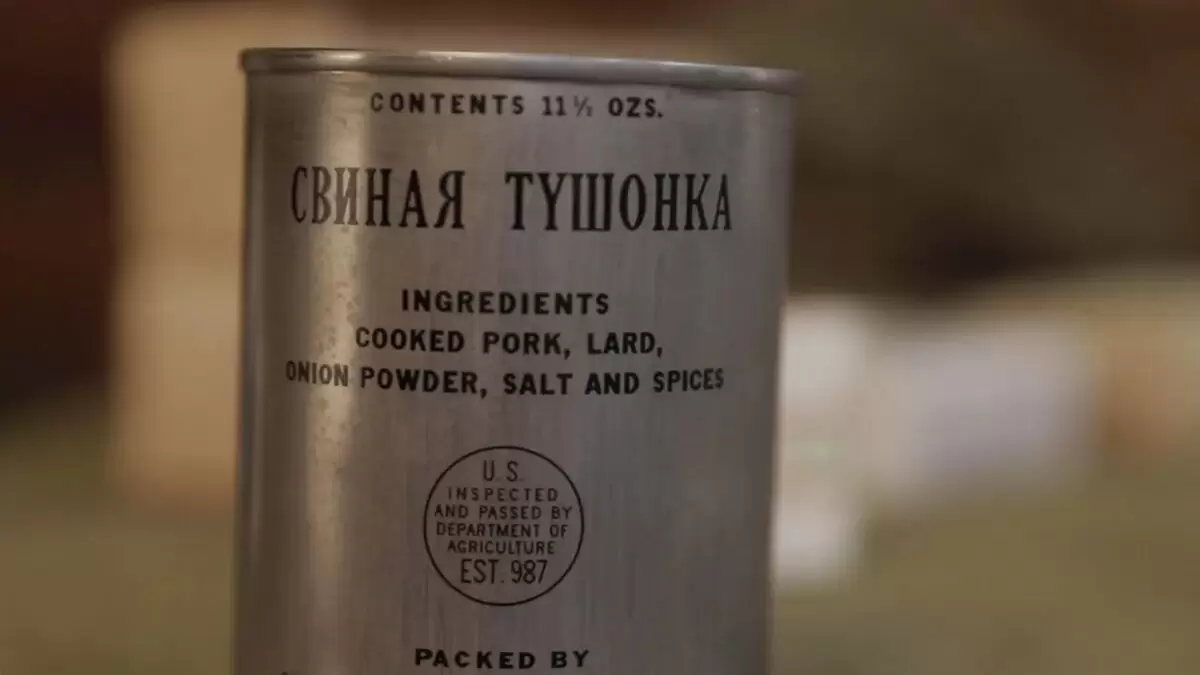 CONTENTS 11½ OZS.
СВИНАЯ ТУШОНКА
INGREDIENTS
COOKED PORK, LARD,
ONION POWDER, SALT AND SPICES
U.S.
INSPECTED
AND PASSED BY
DEPARTMENT OF
AGRICULTURE
EST. 987
PACKED BY